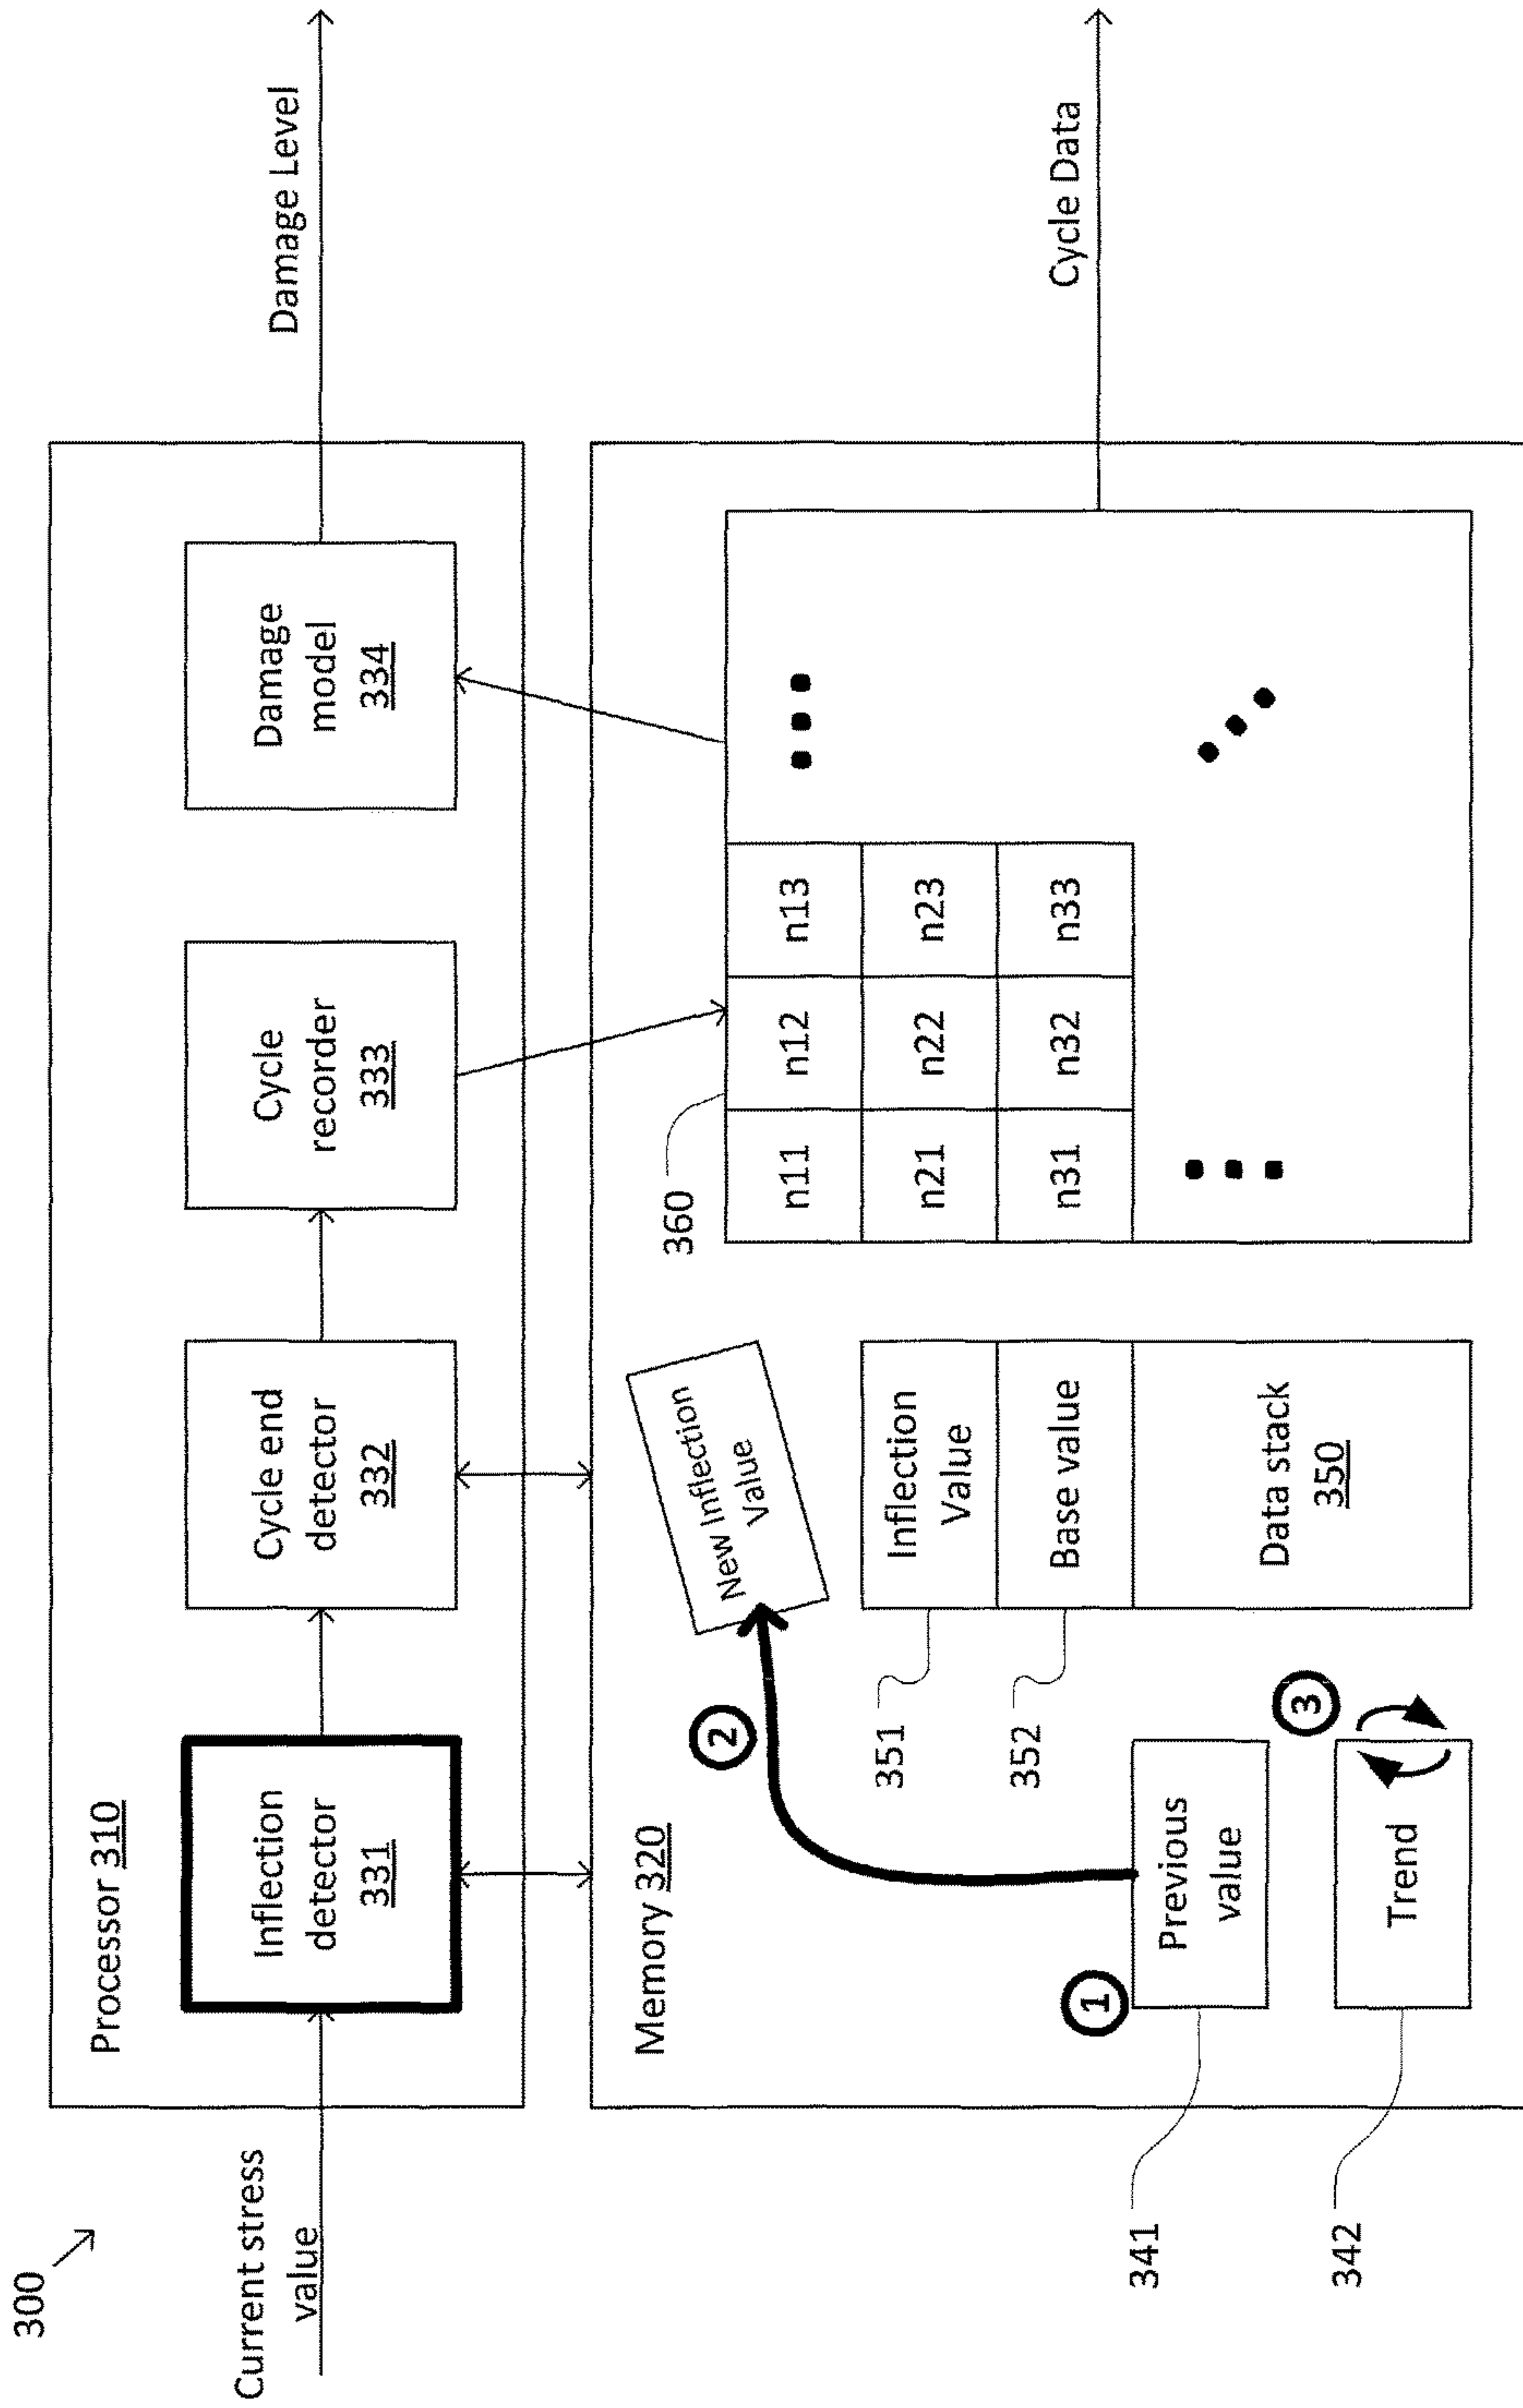 300
Current stress
value
Processor 310
Inflection
detector
331
Cycle end
detector
332
Cycle
recorder
333
Damage
model
334
Damage Level
Memory 320
1
Previous
value
341
2
3
Trend
342
New Inflection
Value
Inflection
Value
351
Base value
352
Data stack
350
360
n11
n12
n13
n21
n22
n23
n31
n32
n33
Cycle Data